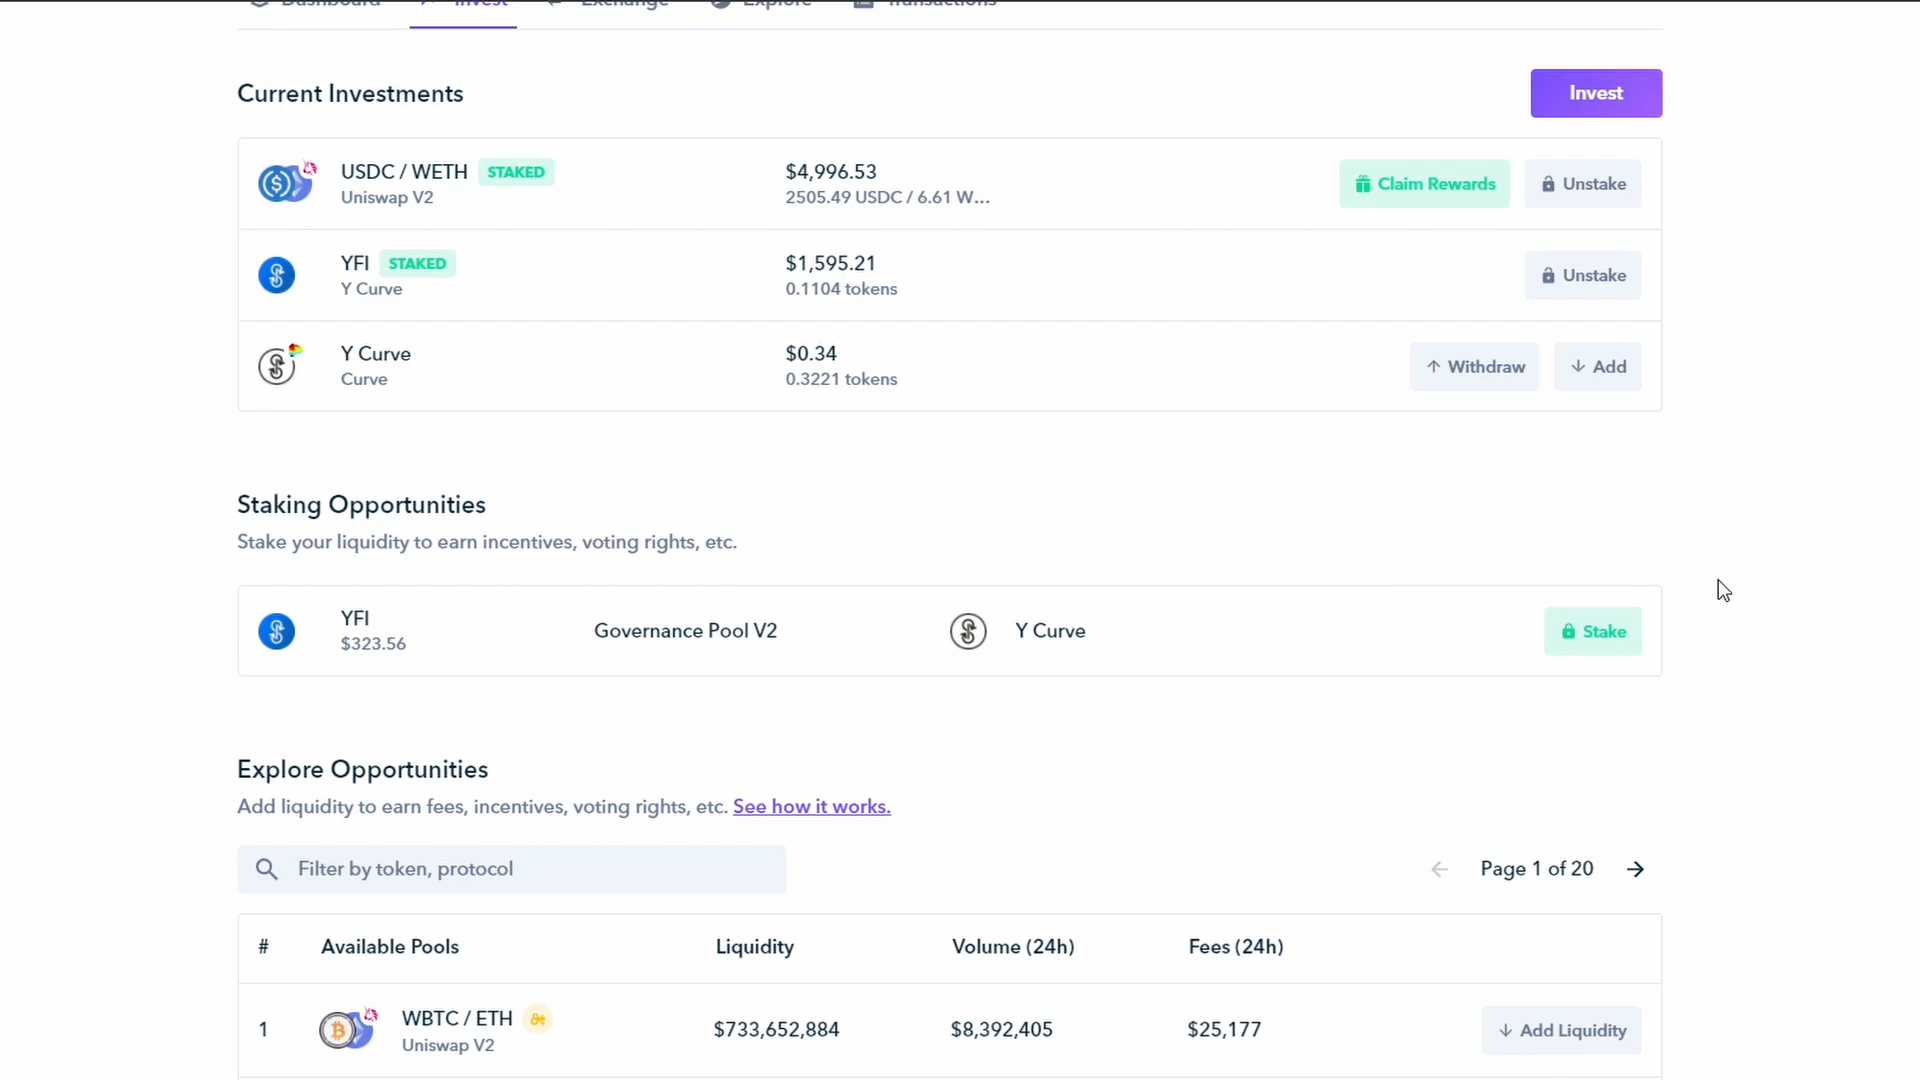 Dashboard Invest Exchange Explore Transactions
Current Investments
Invest
USDC / WETH STAKED
Uniswap V2
$4,996.53
2505.49 USDC / 6.61 W...
Claim Rewards
Unstake
YFI STAKED
Y Curve
$1,595.21
0.1104 tokens
Unstake
Y Curve
Curve
$0.34
0.3221 tokens
Withdraw
Add
Staking Opportunities
Stake your liquidity to earn incentives, voting rights, etc.
YFI
$323.56
Governance Pool V2
Y Curve
Stake
Explore Opportunities
Add liquidity to earn fees, incentives, voting rights, etc. See how it works.
Filter by token, protocol
Page 1 of 20
# Available Pools Liquidity Volume (24h) Fees (24h)
1
WBTC / ETH
Uniswap V2
$733,652,884
$8,392,405
$25,177
Add Liquidity